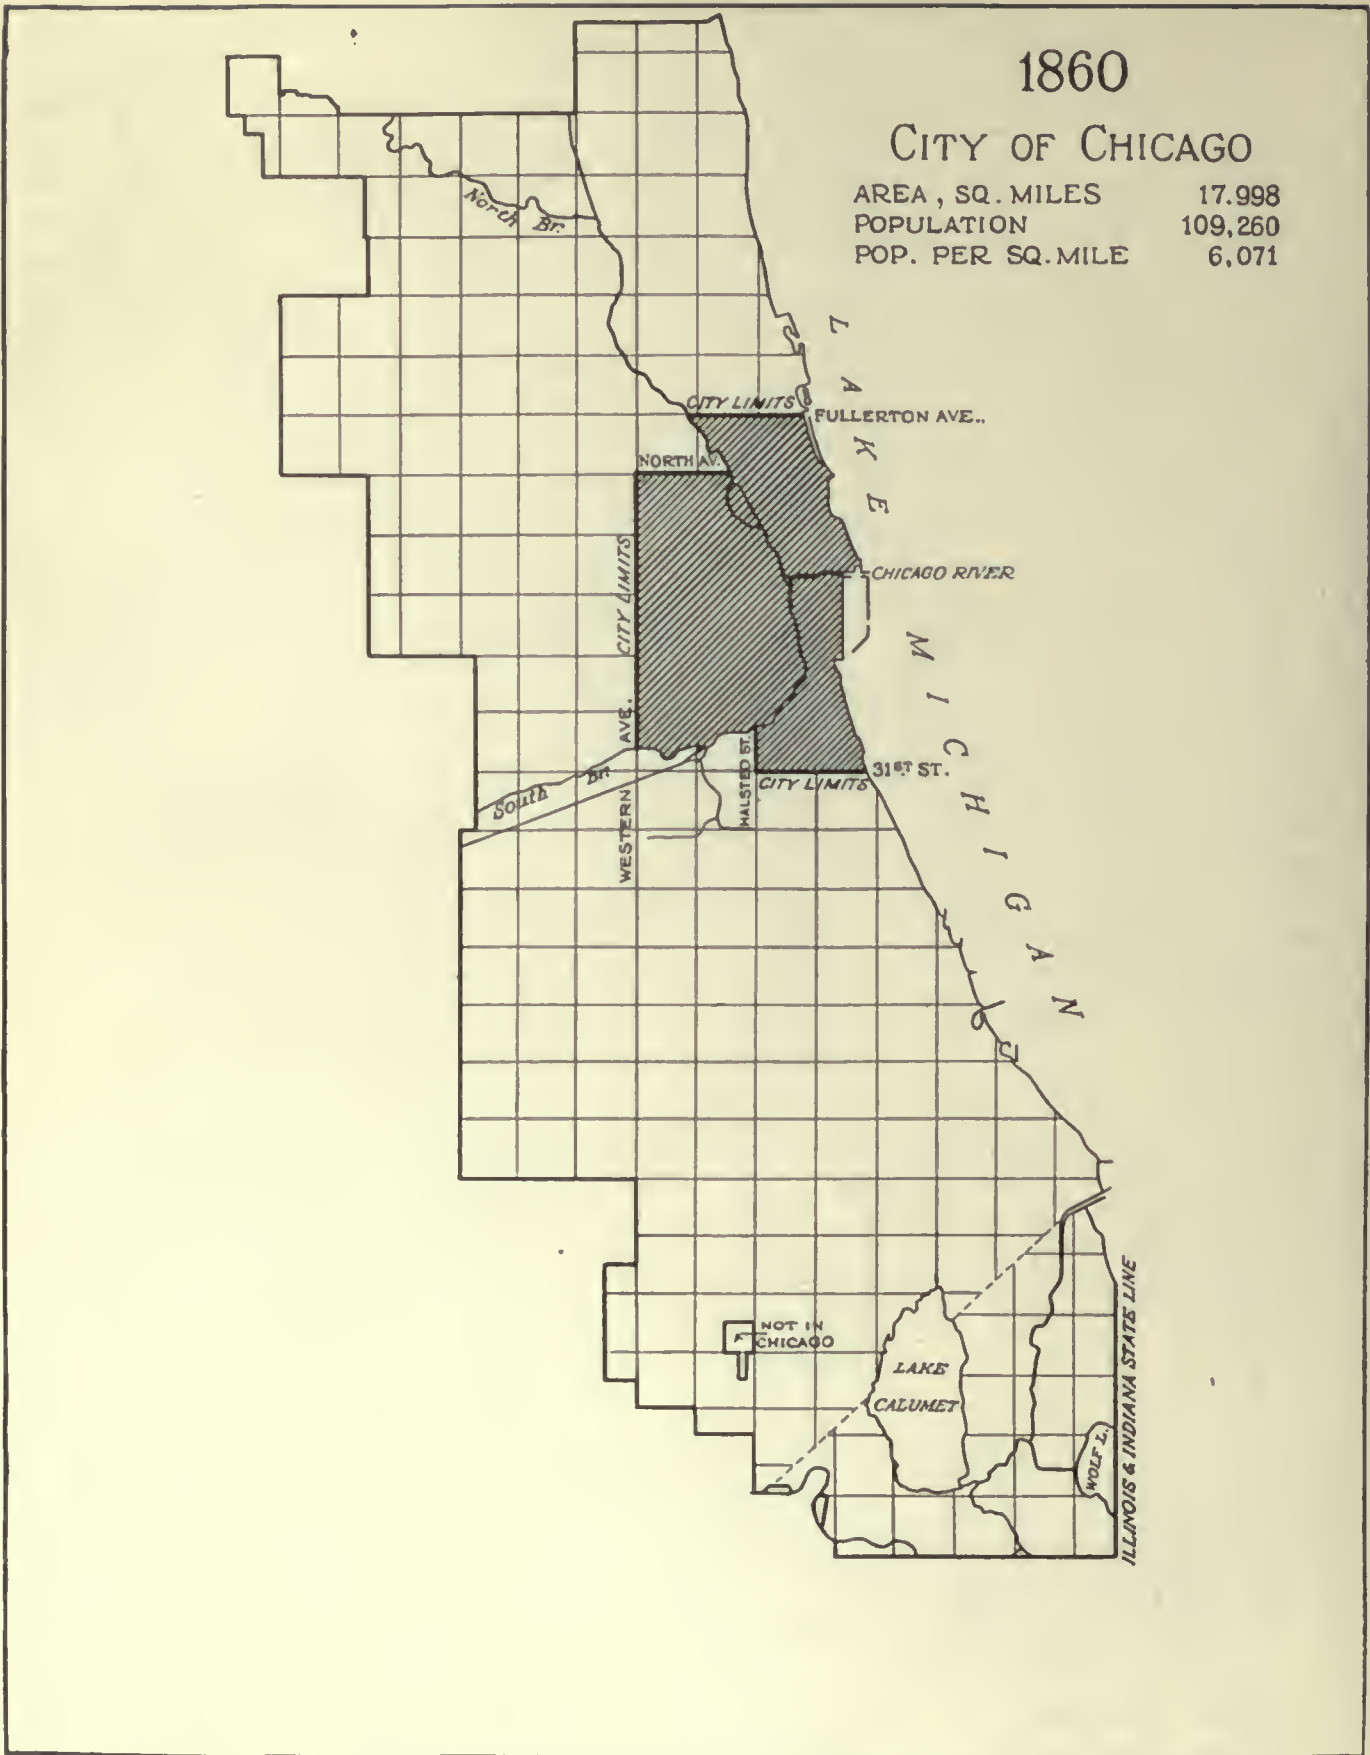 1860
CITY OF CHICAGO
AREA, SQ. MILES 17.998
POPULATION 109,260
POP. PER SQ. MILE 6,071
North Br.
LAKE MICHIGAN
CITY LIMITS
FULLERTON AVE..
NORTH AV.
CITY LIMITS
CHICAGO RIVER
WESTERN AVE.
HALSTED ST.
31ST ST.
CITY LIMITS
South Br.
NOT IN
CHICAGO
LAKE
CALUMET
WOLF L.
ILLINOIS & INDIANA STATE LINE